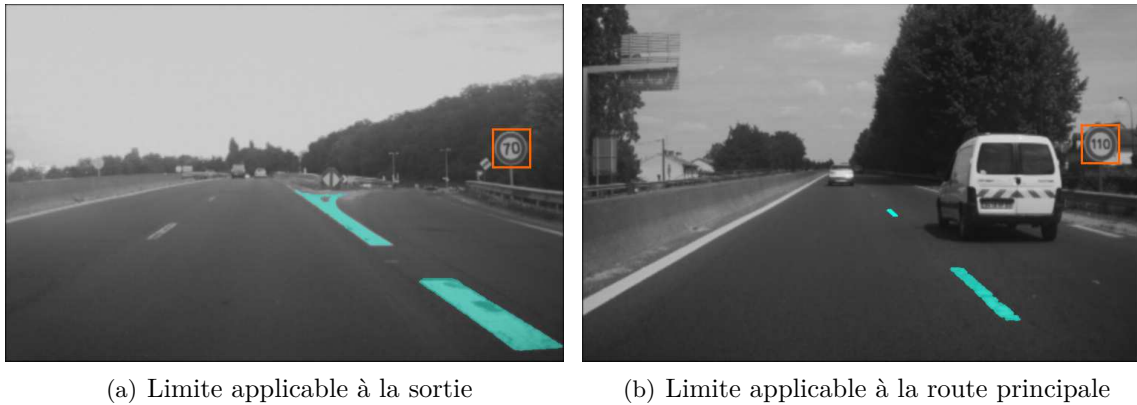 70
110
(a) Limite applicable à la sortie
(b) Limite applicable à la route principale